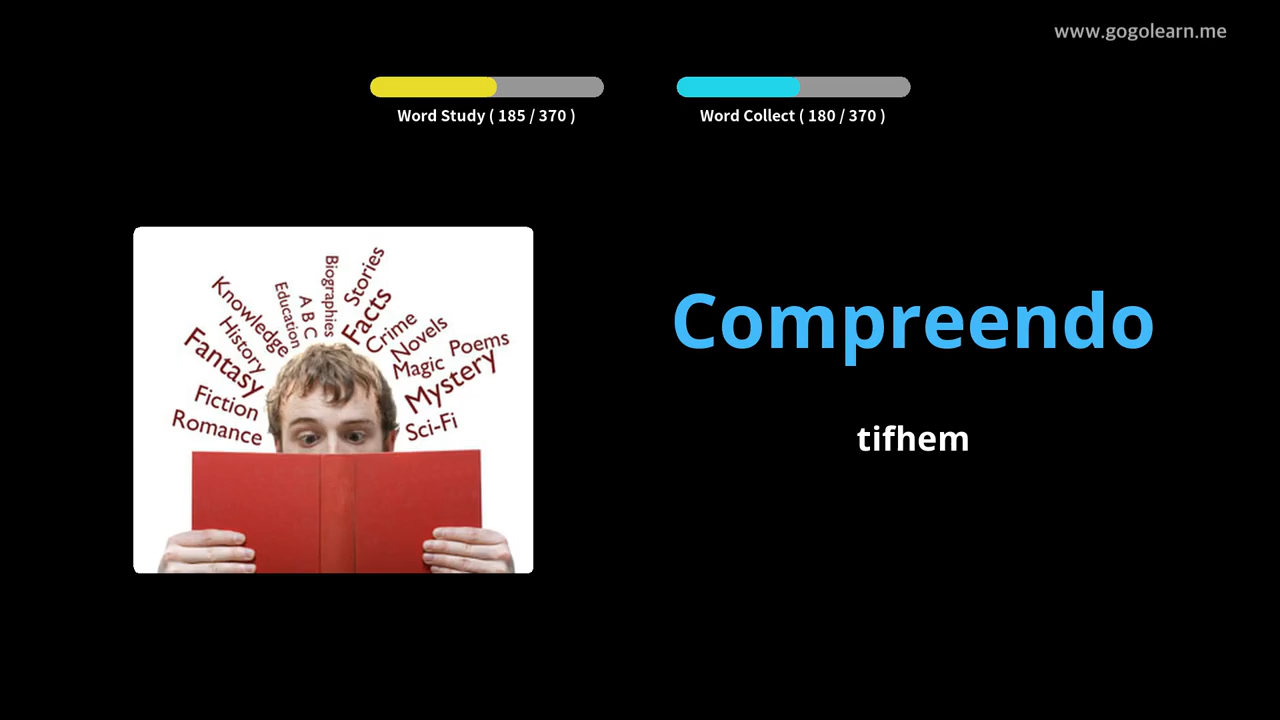 www.gogolearn.me
Word Study ( 185 / 370 )
Word Collect ( 180 / 370 )
Compreendo
tifhem
Biographies
Stories
Education
A B C
Facts
Knowledge
Crime
History
Novels
Fantasy
Magic
Poems
Mystery
Fiction
Romance
Sci-Fi